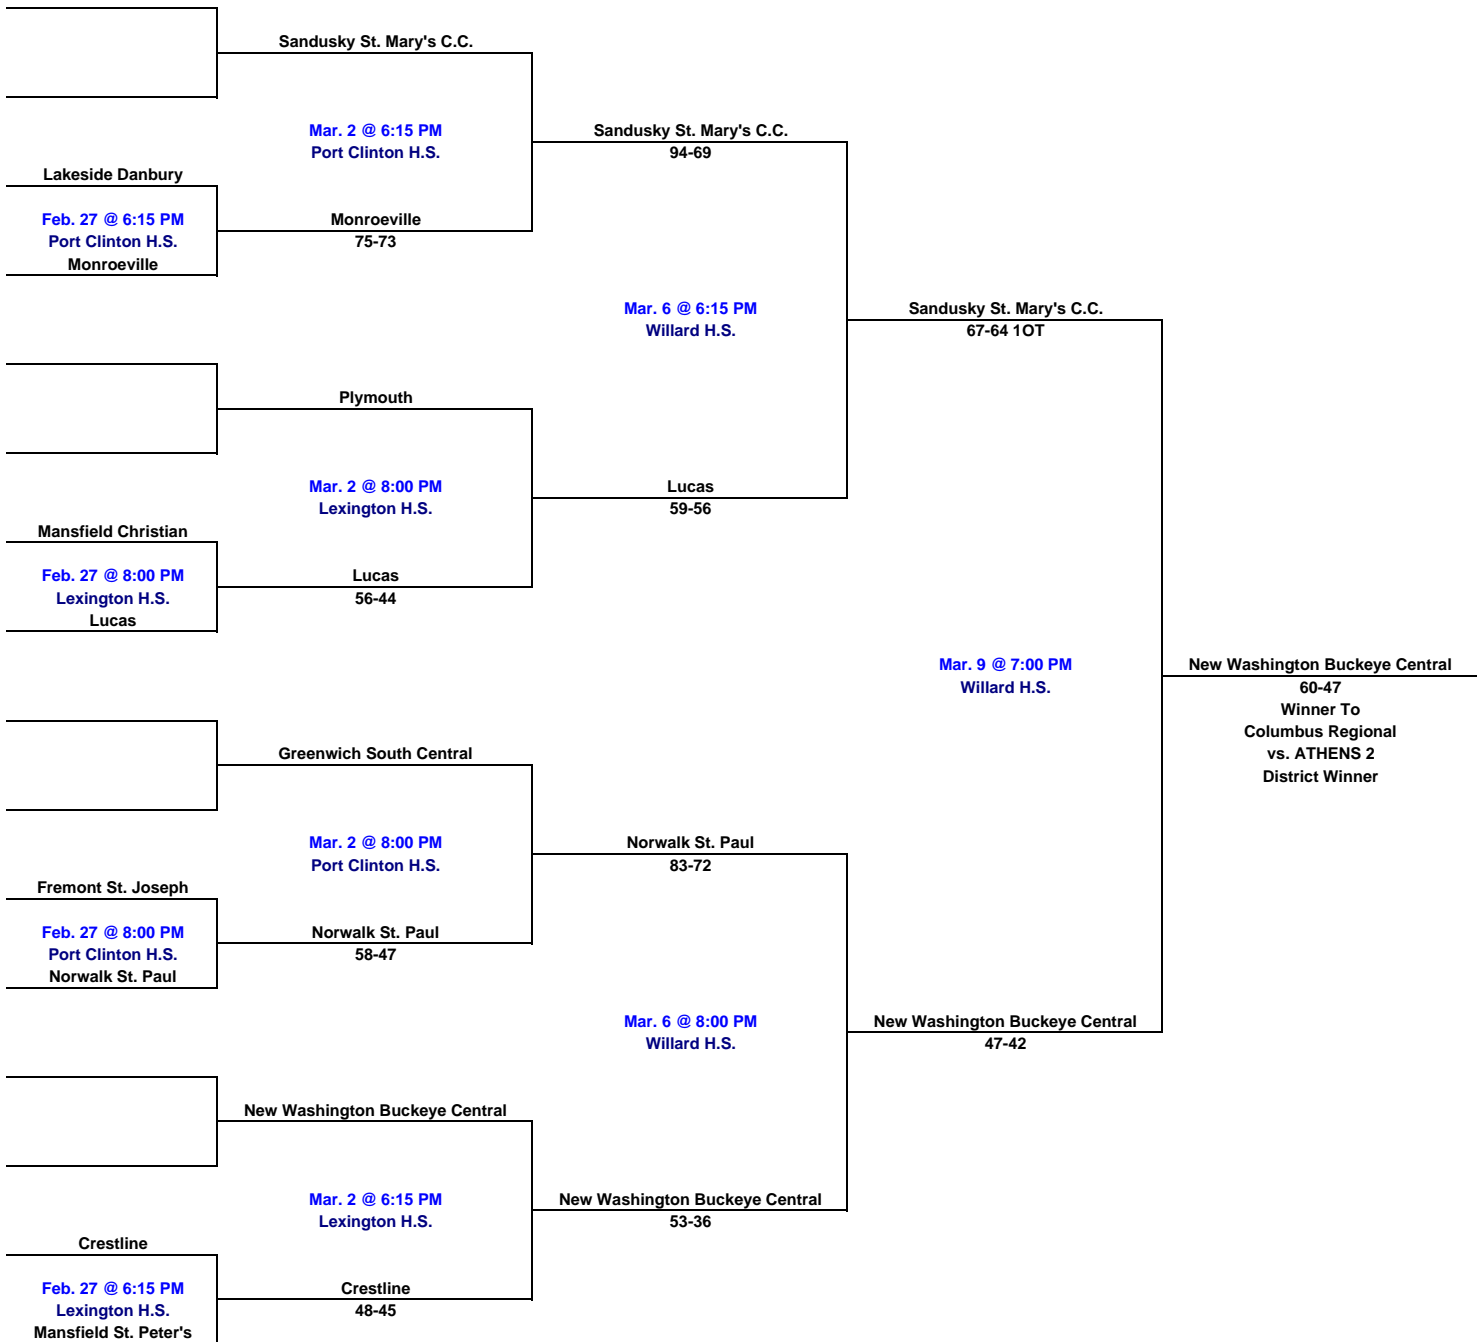 Sandusky St. Mary's C.C.
Mar. 2 @ 6:15 PM
Port Clinton H.S.
Sandusky St. Mary's C.C.
94-69
Lakeside Danbury
Feb. 27 @ 6:15 PM
Port Clinton H.S.
Monroeville
Monroeville
75-73
Mar. 6 @ 6:15 PM
Willard H.S.
Sandusky St. Mary's C.C.
67-64 1OT
Plymouth
Mar. 2 @ 8:00 PM
Lexington H.S.
Lucas
59-56
Mansfield Christian
Feb. 27 @ 8:00 PM
Lexington H.S.
Lucas
Lucas
56-44
Mar. 9 @ 7:00 PM
Willard H.S.
New Washington Buckeye Central
60-47
Winner To
Columbus Regional
vs. ATHENS 2
District Winner
Greenwich South Central
Mar. 2 @ 8:00 PM
Port Clinton H.S.
Norwalk St. Paul
83-72
Fremont St. Joseph
Feb. 27 @ 8:00 PM
Port Clinton H.S.
Norwalk St. Paul
Norwalk St. Paul
58-47
Mar. 6 @ 8:00 PM
Willard H.S.
New Washington Buckeye Central
47-42
New Washington Buckeye Central
Mar. 2 @ 6:15 PM
Lexington H.S.
New Washington Buckeye Central
53-36
Crestline
Feb. 27 @ 6:15 PM
Lexington H.S.
Mansfield St. Peter's
Crestline
48-45